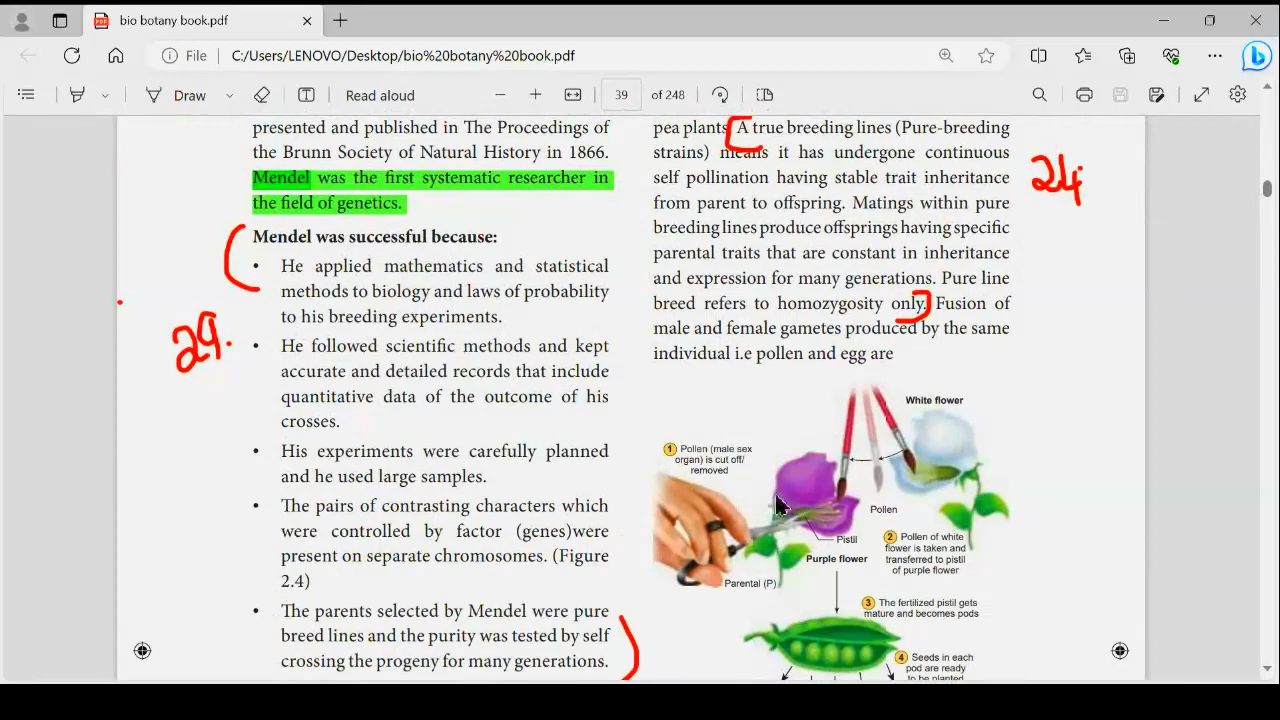 bio botany book.pdf
File
C:/Users/LENOVO/Desktop/bio%20botany%20book.pdf
Draw
Read aloud
39
of 248
presented and published in The Proceedings of
the Brunn Society of Natural History in 1866.
Mendel was the first systematic researcher in
the field of genetics.
Mendel was successful because:
• He applied mathematics and statistical
methods to biology and laws of probability
to his breeding experiments.
29.
• He followed scientific methods and kept
accurate and detailed records that include
quantitative data of the outcome of his
crosses.
• His experiments were carefully planned
and he used large samples.
• The pairs of contrasting characters which
were controlled by factor (genes)were
present on separate chromosomes. (Figure
2.4)
• The parents selected by Mendel were pure
breed lines and the purity was tested by self
crossing the progeny for many generations.
pea plants. A true breeding lines (Pure-breeding
strains) means it has undergone continuous
self pollination having stable trait inheritance
from parent to offspring. Matings within pure
breeding lines produce offsprings having specific
parental traits that are constant in inheritance
and expression for many generations. Pure line
breed refers to homozygosity only. Fusion of
male and female gametes produced by the same
individual i.e pollen and egg are
24
White flower
1 Pollen (male sex
organ) is cut off/
removed
Pollen
Pistil
Purple flower
2 Pollen of white
flower is taken and
transferred to pistil
of purple flower
Parental (P)
3 The fertilized pistil gets
mature and becomes pods
4 Seeds in each
pod are ready
to be planted